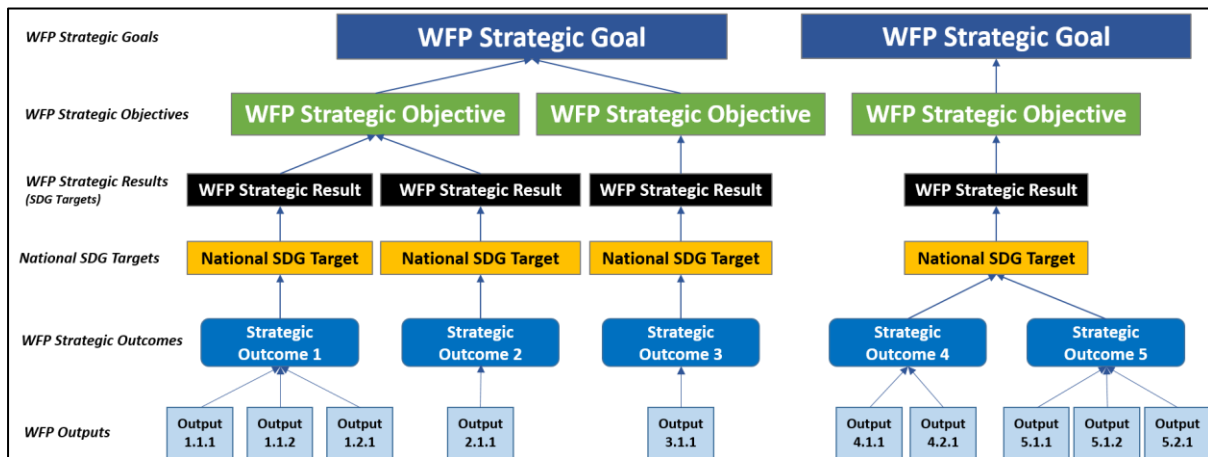 WFP Strategic Goals
WFP Strategic Goal
WFP Strategic Goal
WFP Strategic Objectives
WFP Strategic Objective
WFP Strategic Objective
WFP Strategic Objective
WFP Strategic Results
(SDG Targets)
WFP Strategic Result
WFP Strategic Result
WFP Strategic Result
WFP Strategic Result
National SDG Targets
National SDG Target
National SDG Target
National SDG Target
National SDG Target
WFP Strategic Outcomes
Strategic
Outcome 1
Strategic
Outcome 2
Strategic
Outcome 3
Strategic
Outcome 4
Strategic
Outcome 5
WFP Outputs
Output
1.1.1
Output
1.1.2
Output
1.2.1
Output
2.1.1
Output
3.1.1
Output
4.1.1
Output
4.2.1
Output
5.1.1
Output
5.1.2
Output
5.2.1